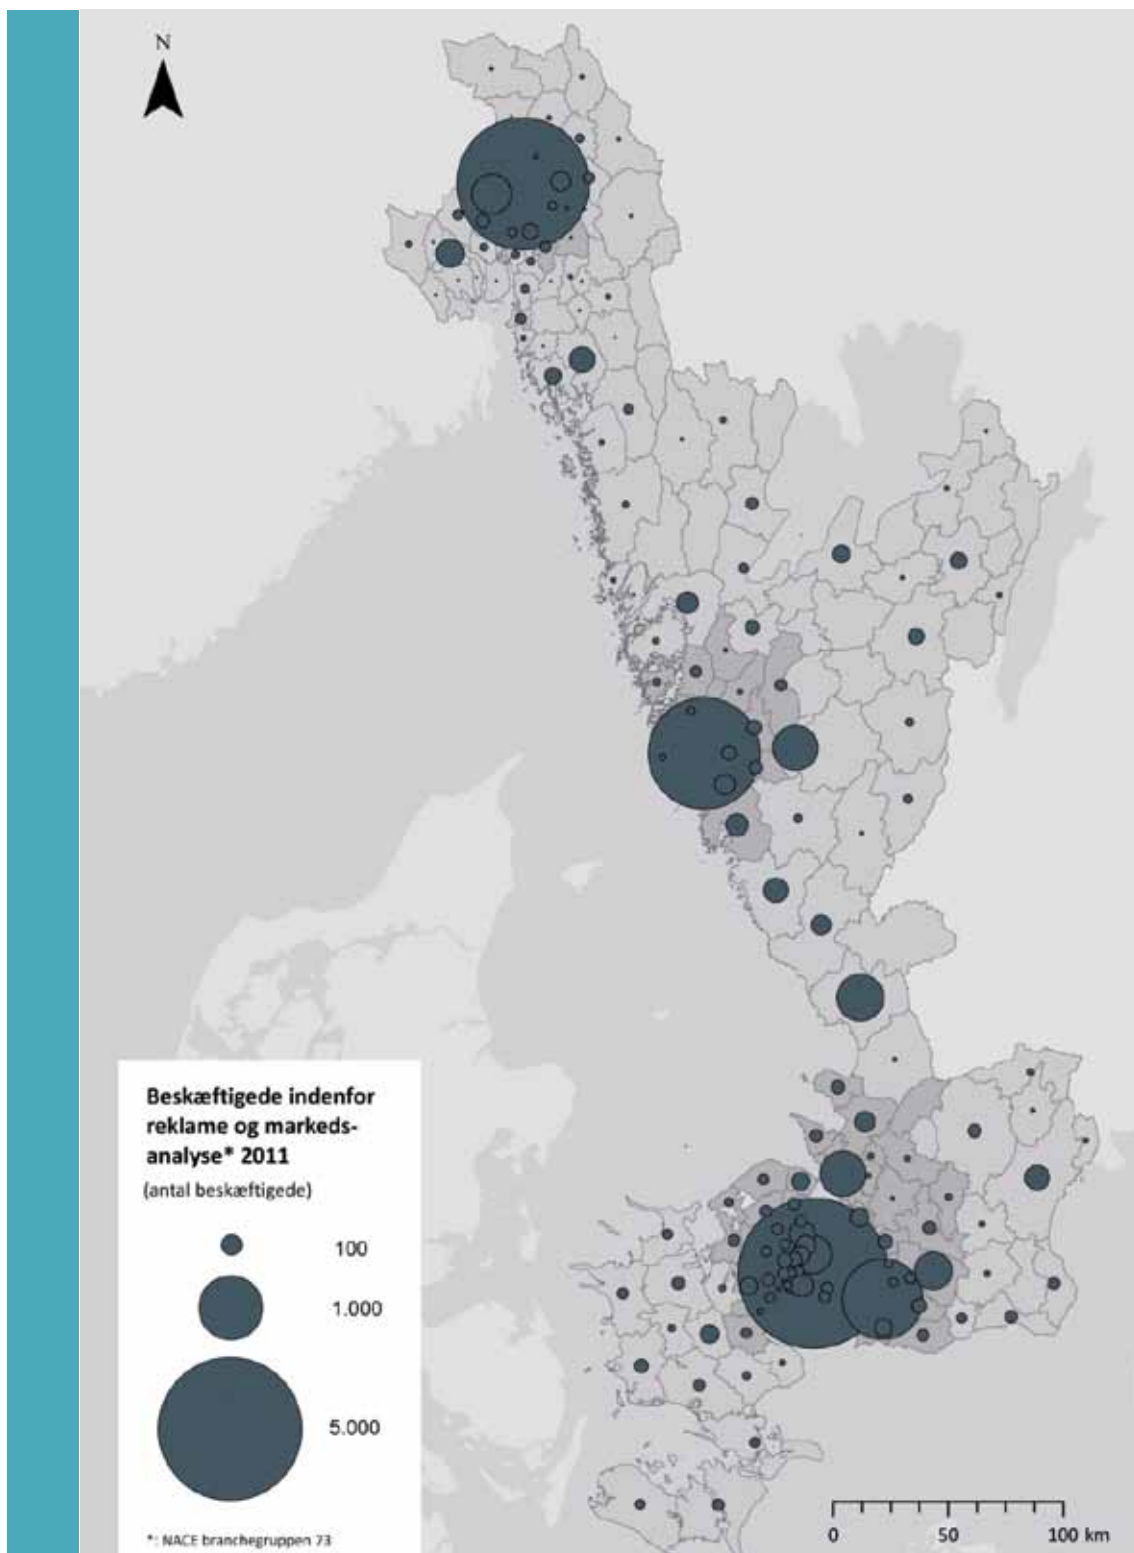 N
Beskæftigede indenfor
reklame og markeds-
analyse* 2011
(antal beskæftigede)
100
1.000
5.000
*: NACE branchegruppen 73
0 50 100 km